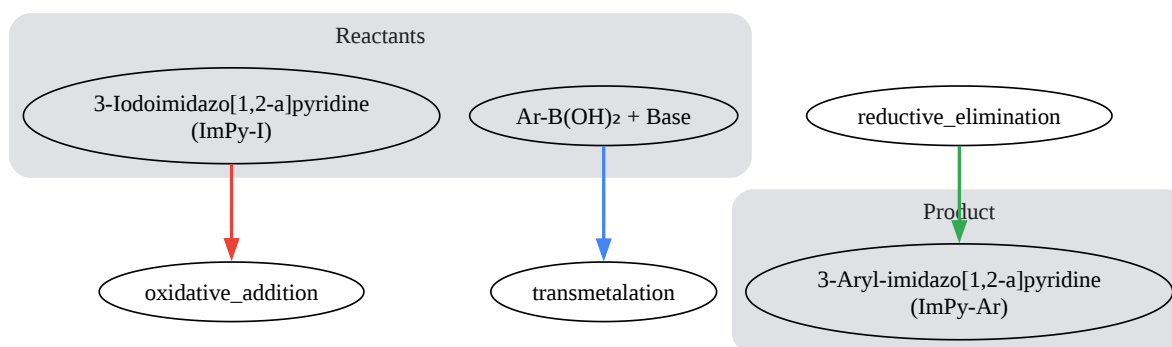 Reactants
3-Iodoimidazo[1,2-a]pyridine
(ImPy-I)
Ar-B(OH)₂ + Base
reductive_elimination
Product
oxidative_addition
transmetalation
3-Aryl-imidazo[1,2-a]pyridine
(ImPy-Ar)